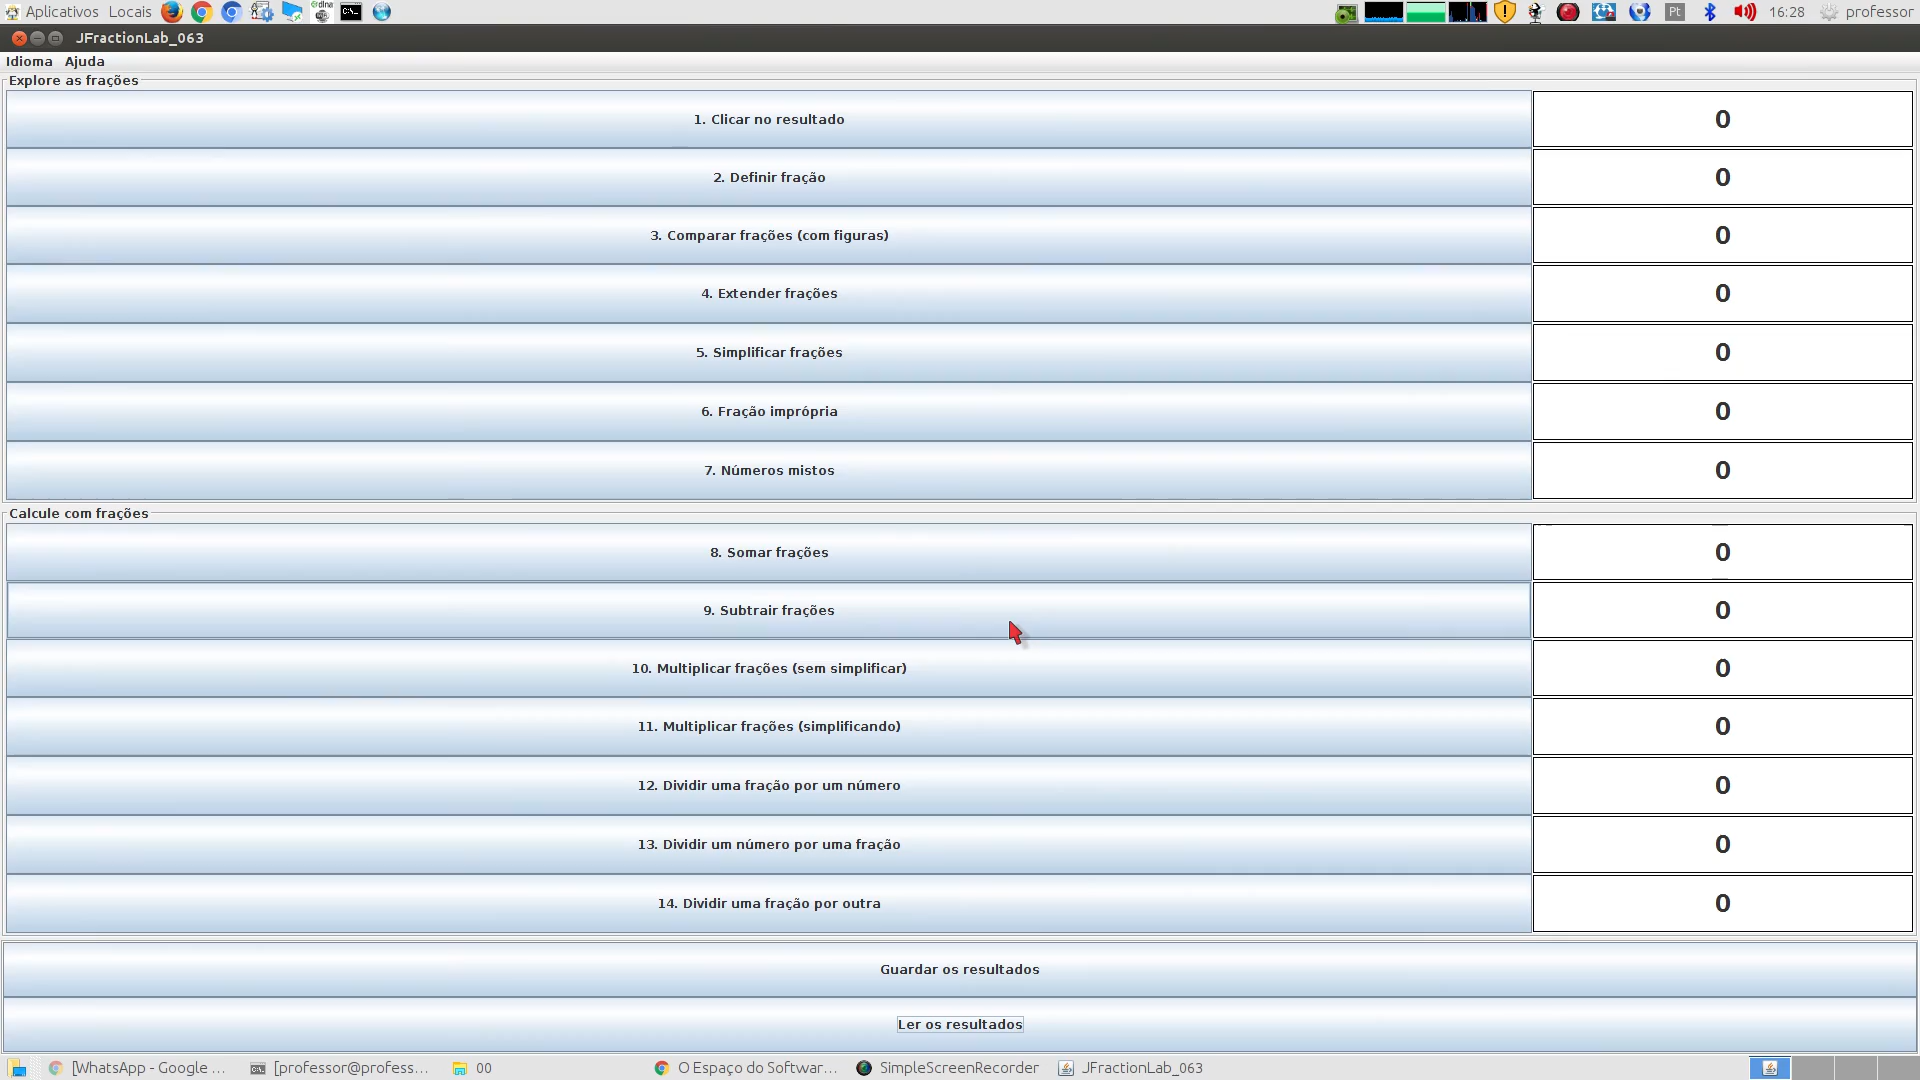 Aplicativos Locais
Pt 16:28 professor
JFractionLab_063
Idioma Ajuda
Explore as frações
1. Clicar no resultado 0
2. Definir fração 0
3. Comparar frações (com figuras) 0
4. Extender frações 0
5. Simplificar frações 0
6. Fração imprópria 0
7. Números mistos 0
Calcule com frações
8. Somar frações 0
9. Subtrair frações 0
10. Multiplicar frações (sem simplificar) 0
11. Multiplicar frações (simplificando) 0
12. Dividir uma fração por um número 0
13. Dividir um número por uma fração 0
14. Dividir uma fração por outra 0
Guardar os resultados
Ler os resultados
[WhatsApp - Google ... [professor@profess... 00 O Espaço do Softwar... SimpleScreenRecorder JFractionLab_063